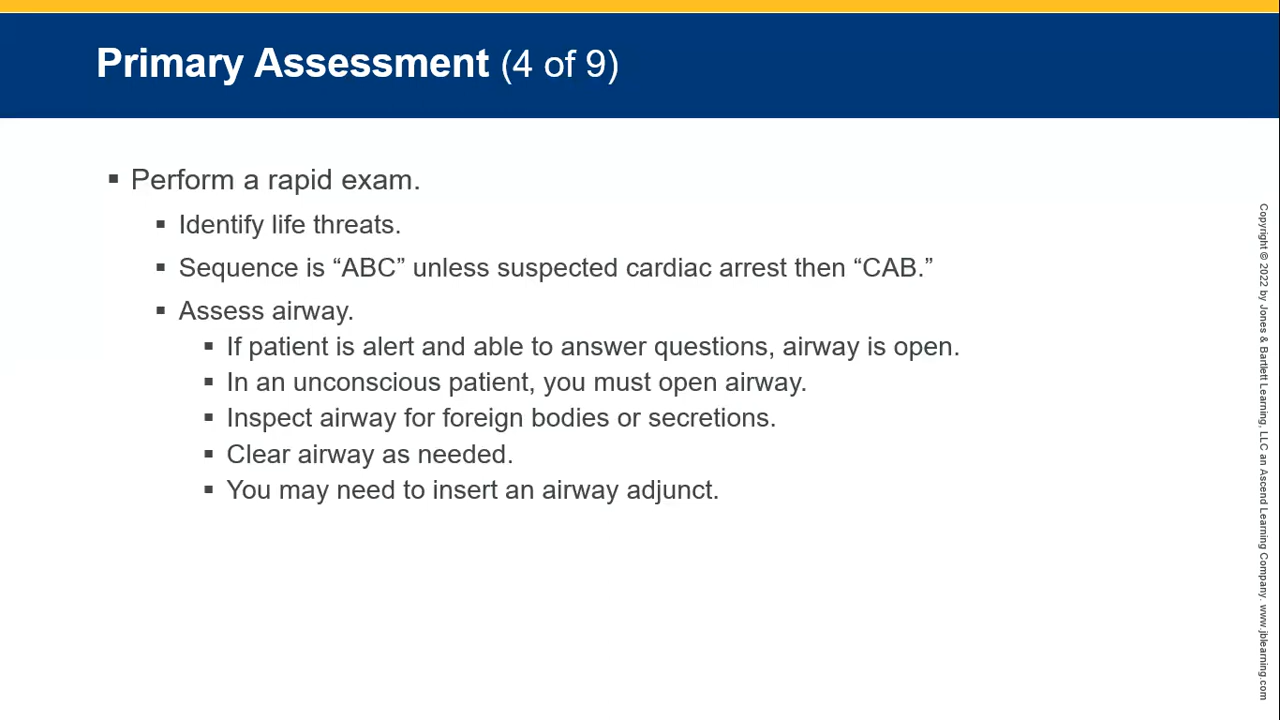 Primary Assessment (4 of 9)
▪ Perform a rapid exam.
▪ Identify life threats.
▪ Sequence is “ABC” unless suspected cardiac arrest then “CAB.”
▪ Assess airway.
▪ If patient is alert and able to answer questions, airway is open.
▪ In an unconscious patient, you must open airway.
▪ Inspect airway for foreign bodies or secretions.
▪ Clear airway as needed.
▪ You may need to insert an airway adjunct.
Copyright © 2022 by Jones & Bartlett Learning, LLC an Ascend Learning Company. www.jblearning.com